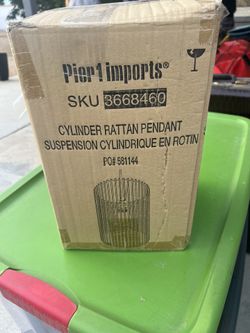 Pier 1 imports®
SKU 3668460
CYLINDER RATTAN PENDANT
SUSPENSION CYLINDRIQUE EN ROTIN
PO# 581144